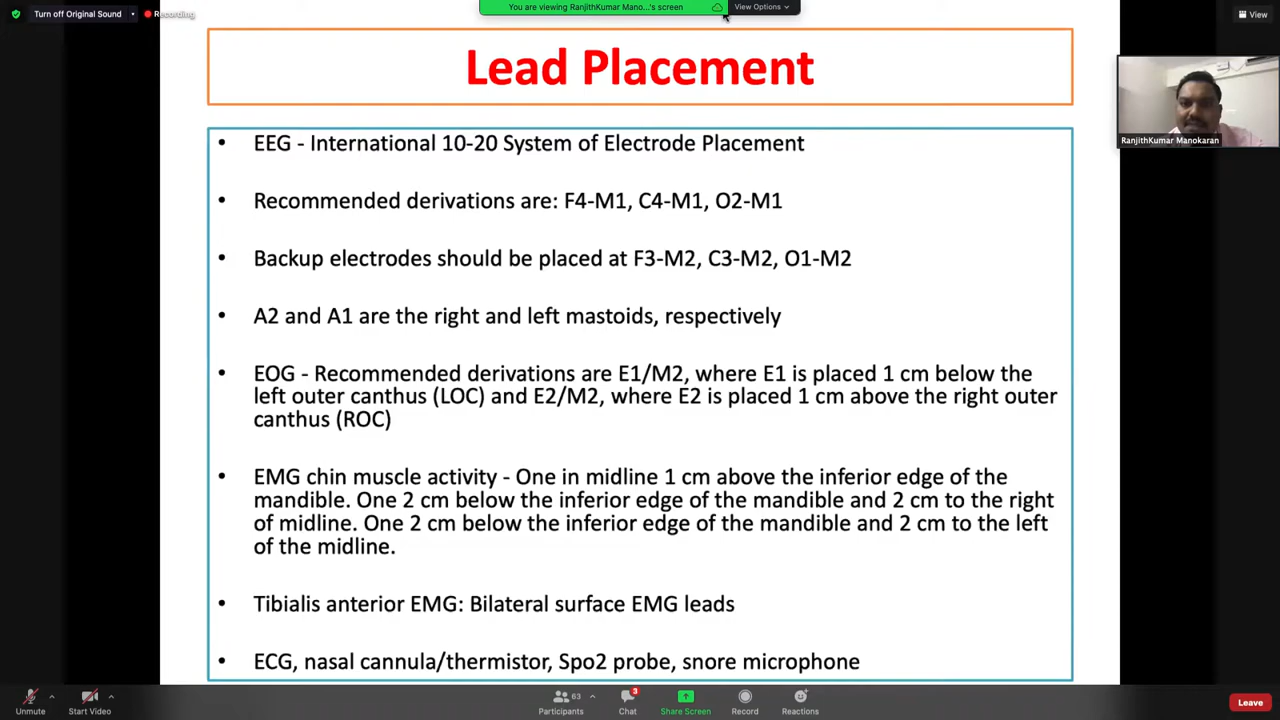 Turn off Original Sound
Recording
You are viewing RanjithKumar Mano...'s screen
View Options
View
Lead Placement
RanjithKumar Manokaran
• EEG - International 10-20 System of Electrode Placement
• Recommended derivations are: F4-M1, C4-M1, O2-M1
• Backup electrodes should be placed at F3-M2, C3-M2, O1-M2
• A2 and A1 are the right and left mastoids, respectively
• EOG - Recommended derivations are E1/M2, where E1 is placed 1 cm below the
left outer canthus (LOC) and E2/M2, where E2 is placed 1 cm above the right outer
canthus (ROC)
• EMG chin muscle activity - One in midline 1 cm above the inferior edge of the
mandible. One 2 cm below the inferior edge of the mandible and 2 cm to the right
of midline. One 2 cm below the inferior edge of the mandible and 2 cm to the left
of the midline.
• Tibialis anterior EMG: Bilateral surface EMG leads
• ECG, nasal cannula/thermistor, Spo2 probe, snore microphone
Unmute
Start Video
63
Participants
3
Chat
Share Screen
Record
Reactions
Leave